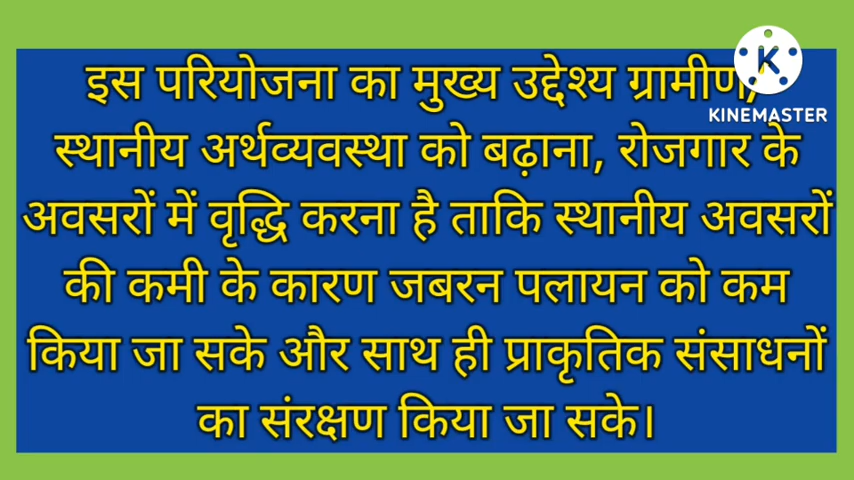 इस परियोजना का मुख्य उद्देश्य ग्रामीण/
स्थानीय अर्थव्यवस्था को बढ़ाना, रोजगार के
अवसरों में वृद्धि करना है ताकि स्थानीय अवसरों
की कमी के कारण जबरन पलायन को कम
किया जा सके और साथ ही प्राकृतिक संसाधनों
का संरक्षण किया जा सके।
K
KINEMASTER